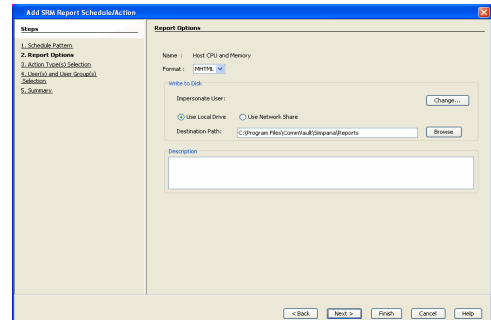 Add SRM Report Schedule/Action
Steps
1. Schedule Pattern
2. Report Options
3. Action Type(s) Selection
4. User(s) and User Group(s)
Selection
5. Summary
Report Options
Name : Host CPU and Memory
Format : MHTML
Write to Disk
Impersonate User:
Change...
Use Local Drive Use Network Share
Destination Path: C:\Program Files\CommVault\Simpana\Reports Browse
Description
< Back Next > Finish Cancel Help